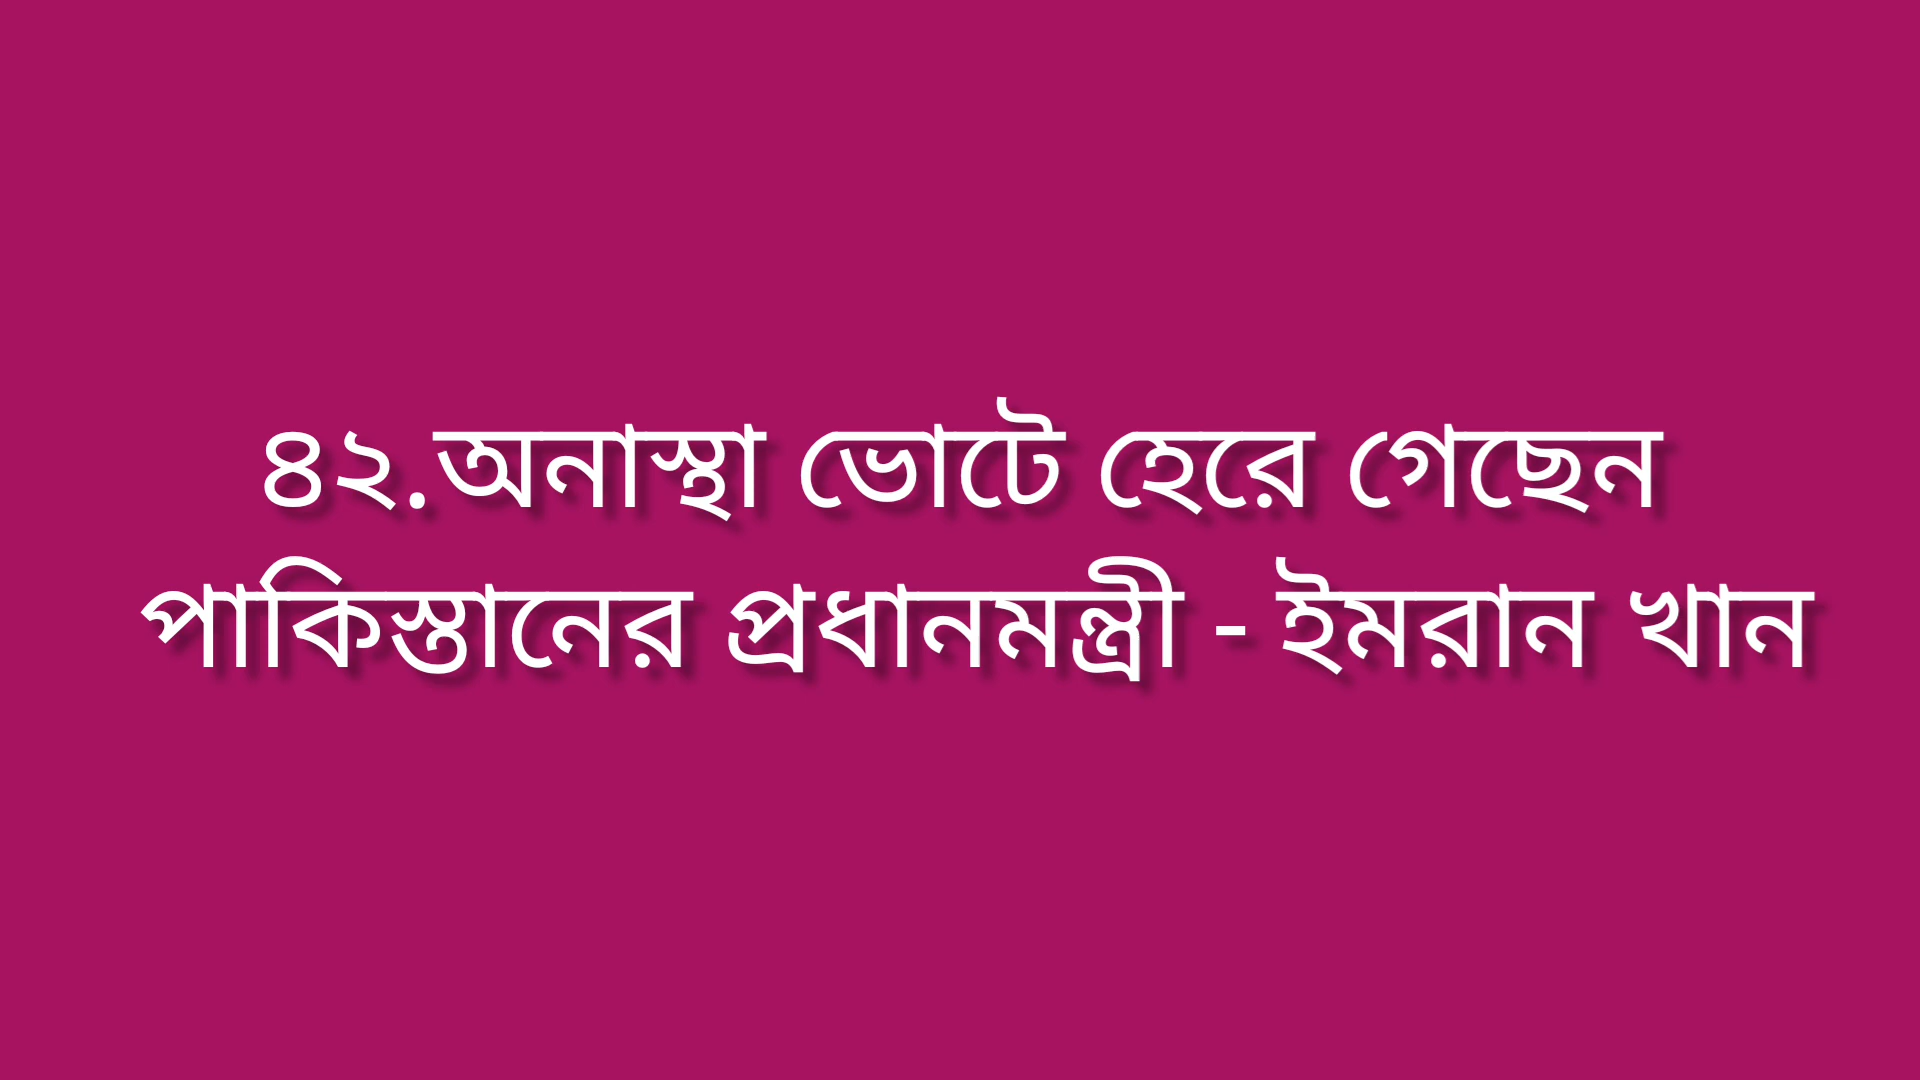 ৪২.অনাস্থা ভোটে হেরে গেছেন
পাকিস্তানের প্রধানমন্ত্রী - ইমরান খান